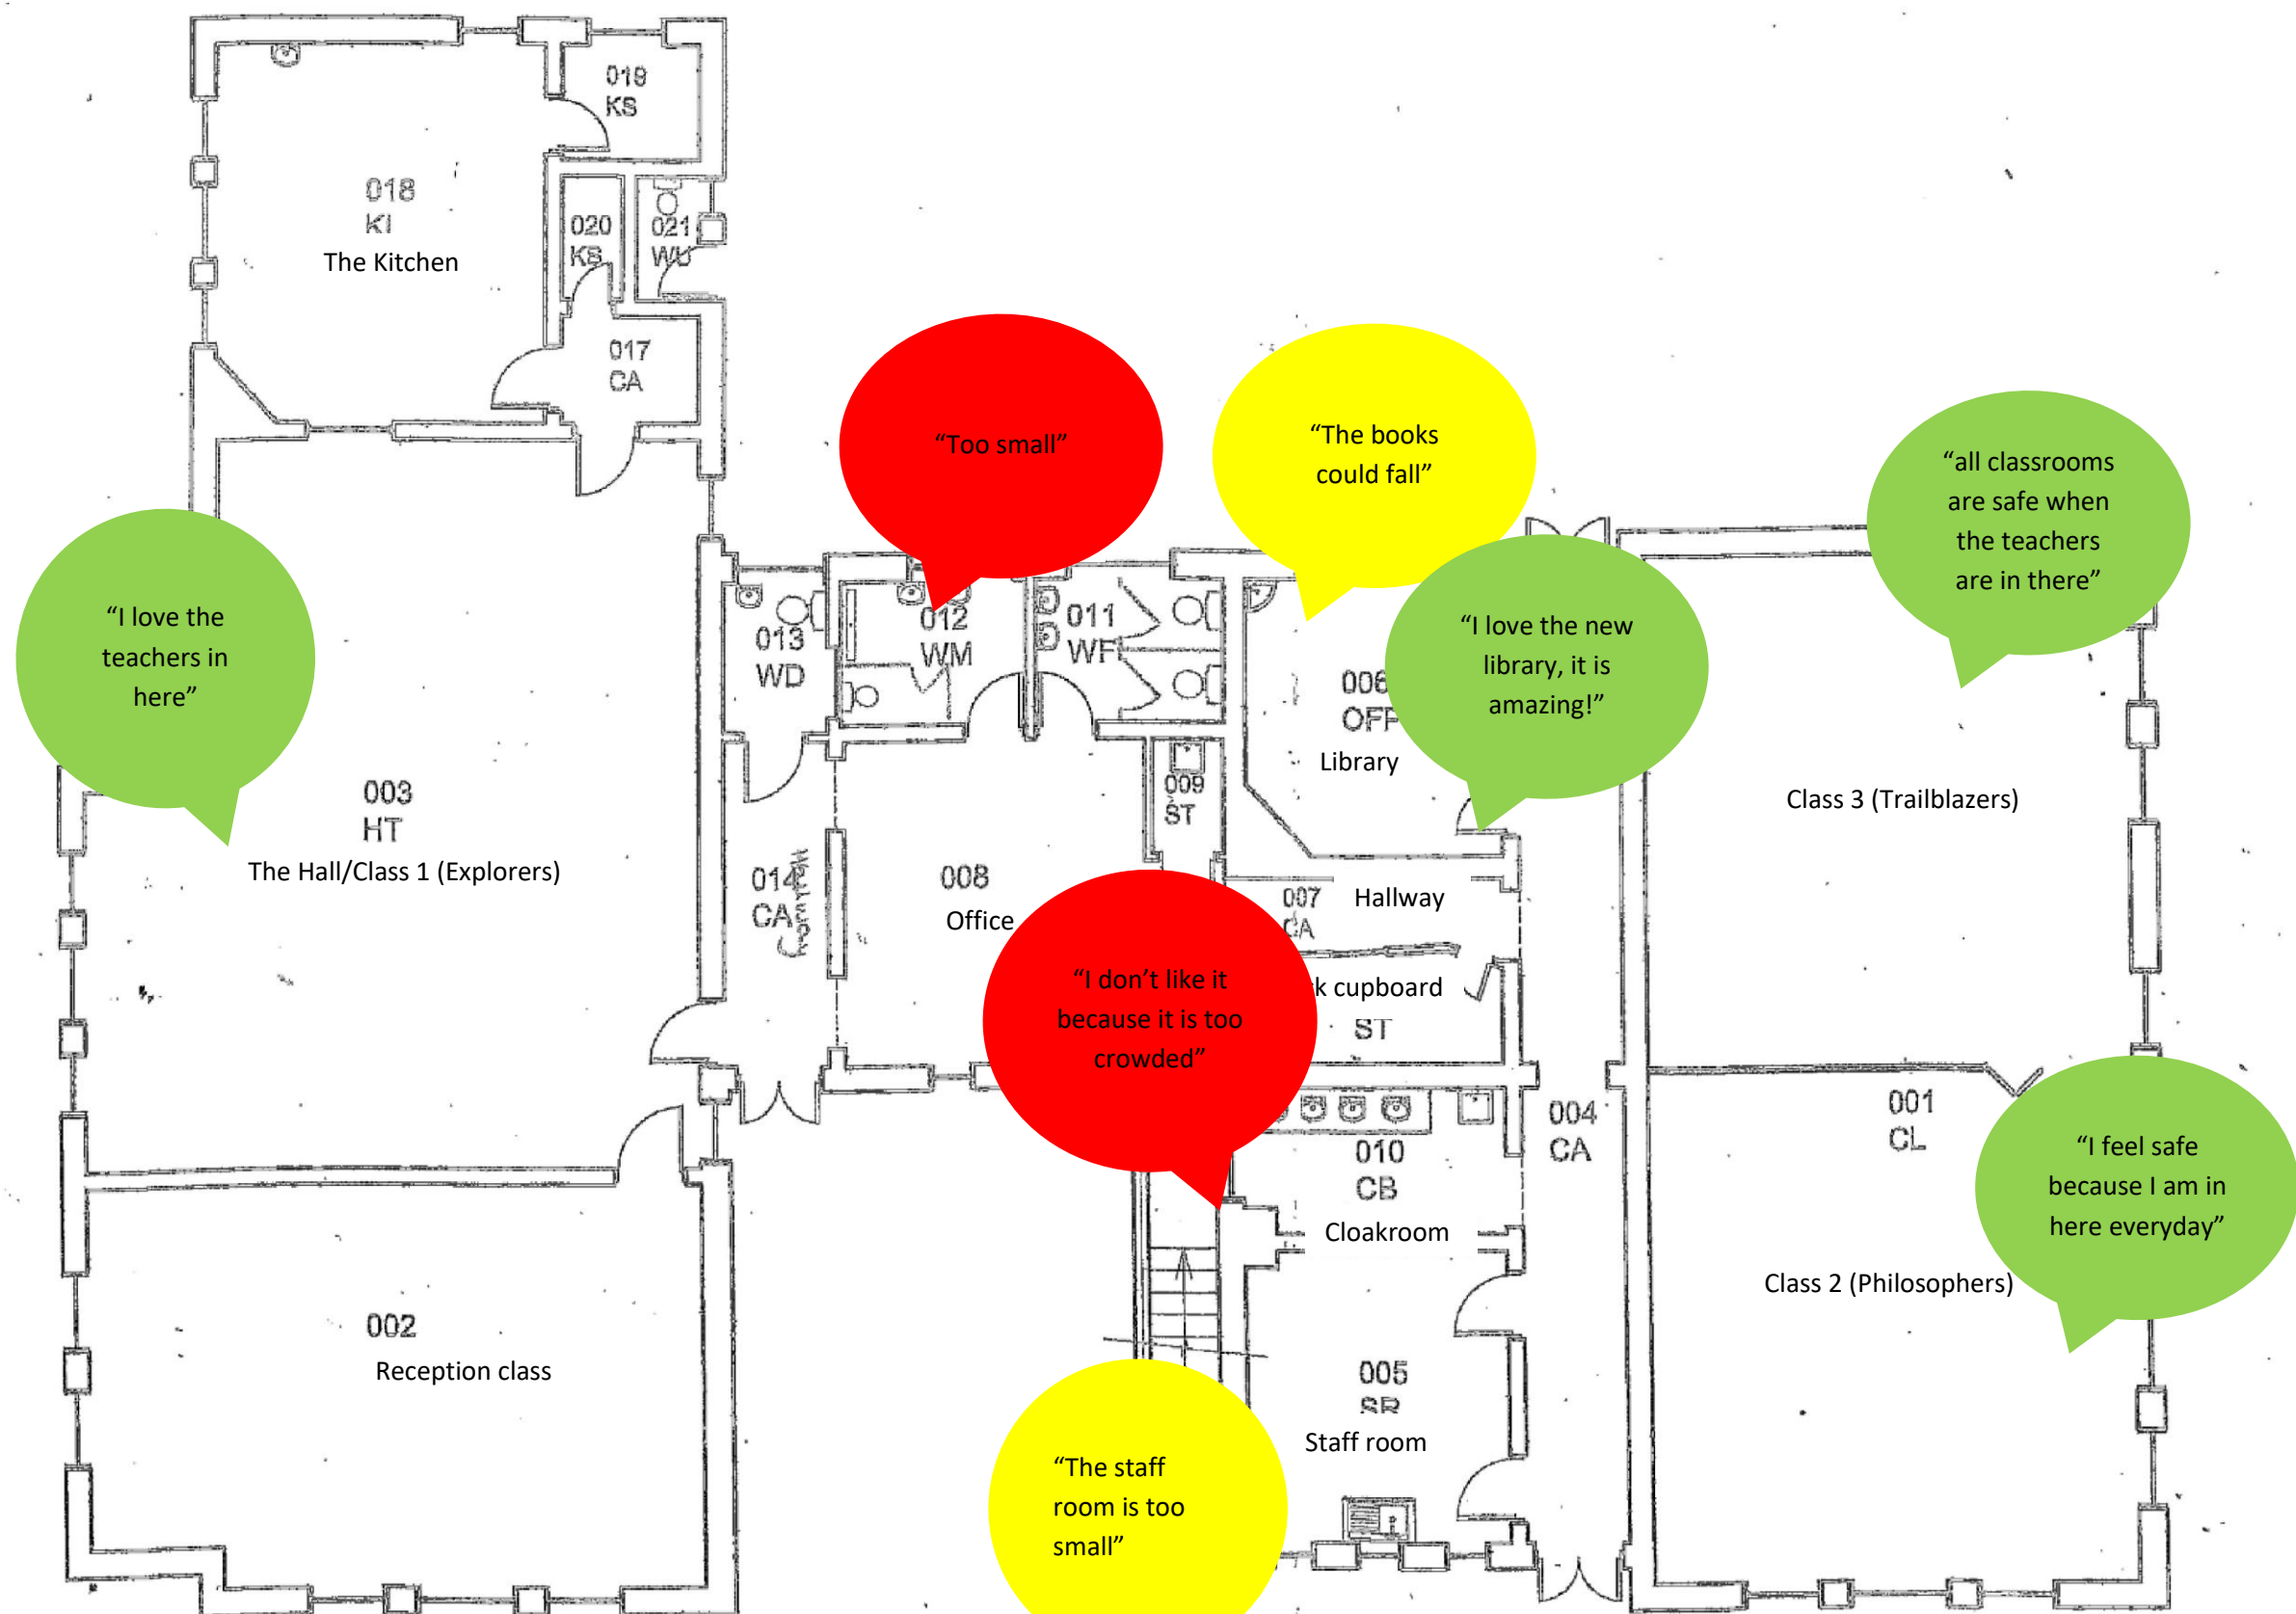 019
KS
018
KI
The Kitchen
020
KS
021
WU
017
CA
“Too small”
“The books
could fall”
“all classrooms
are safe when
the teachers
are in there”
“I love the
teachers in
here”
013
WD
012
WM
011
WF
006
OFF
Library
“I love the new
library, it is
amazing!”
003
HT
The Hall/Class 1 (Explorers)
009
ST
Class 3 (Trailblazers)
014
CA
008
Office
007
CA
Hallway
k cupboard
ST
“I don’t like it
because it is too
crowded”
010
CB
Cloakroom
004
CA
001
CL
“I feel safe
because I am in
here everyday”
Class 2 (Philosophers)
002
Reception class
005
SR
Staff room
“The staff
room is too
small”